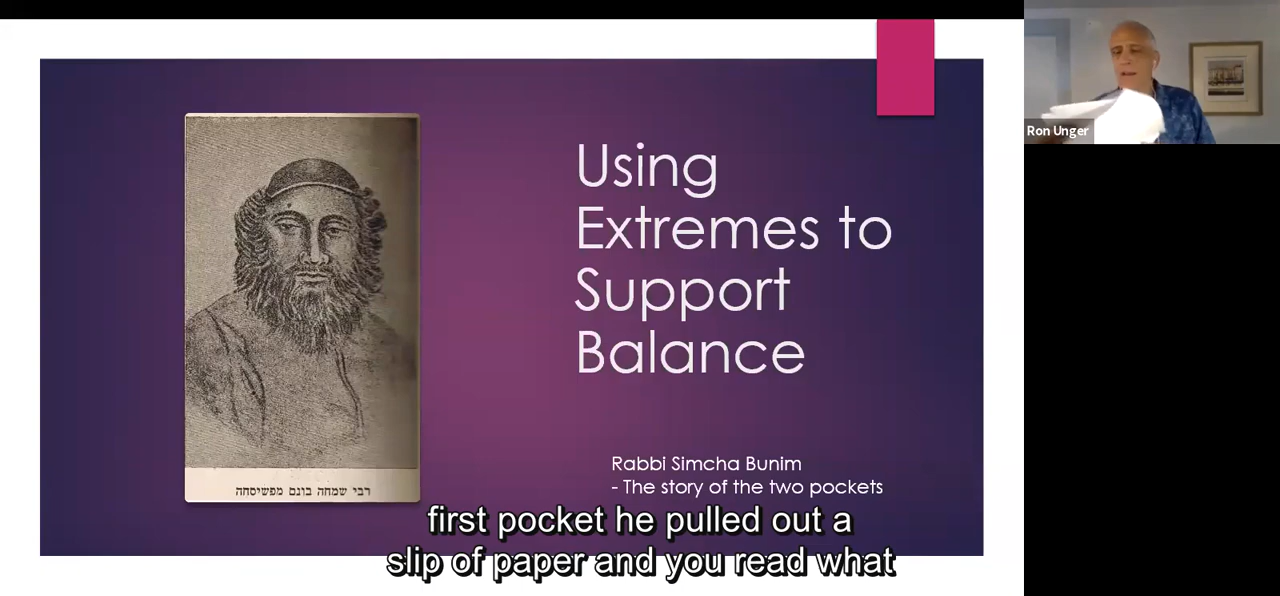 Using
Extremes to
Support
Balance
Rabbi Simcha Bunim
- The story of the two pockets
רבי שמחה בונם מפשיסחה
first pocket he pulled out a
slip of paper and you read what
Ron Unger